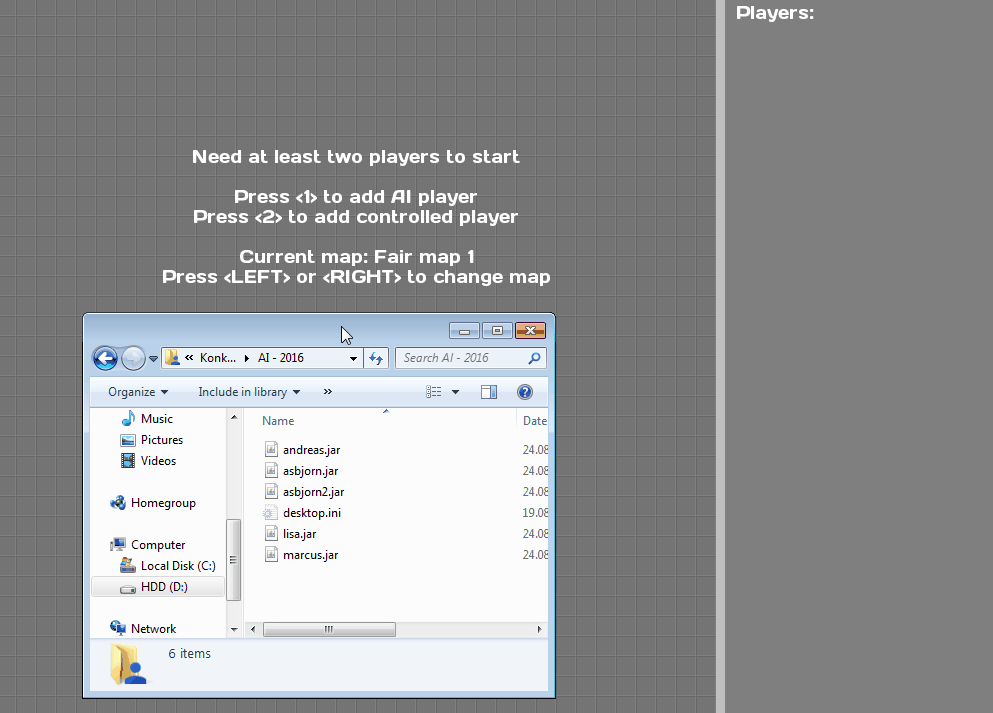 Players:
Need at least two players to start
Press <1> to add AI player
Press <2> to add controlled player
Current map: Fair map 1
Press <LEFT> or <RIGHT> to change map
« Konk... AI - 2016
Search AI - 2016
Organize Include in library »
Music
Pictures
Videos
Homegroup
Computer
Local Disk (C:)
HDD (D:)
Network
Name Date
andreas.jar 24.08
asbjorn.jar 24.08
asbjorn2.jar 24.08
desktop.ini 19.08
lisa.jar 24.08
marcus.jar 24.08
6 items